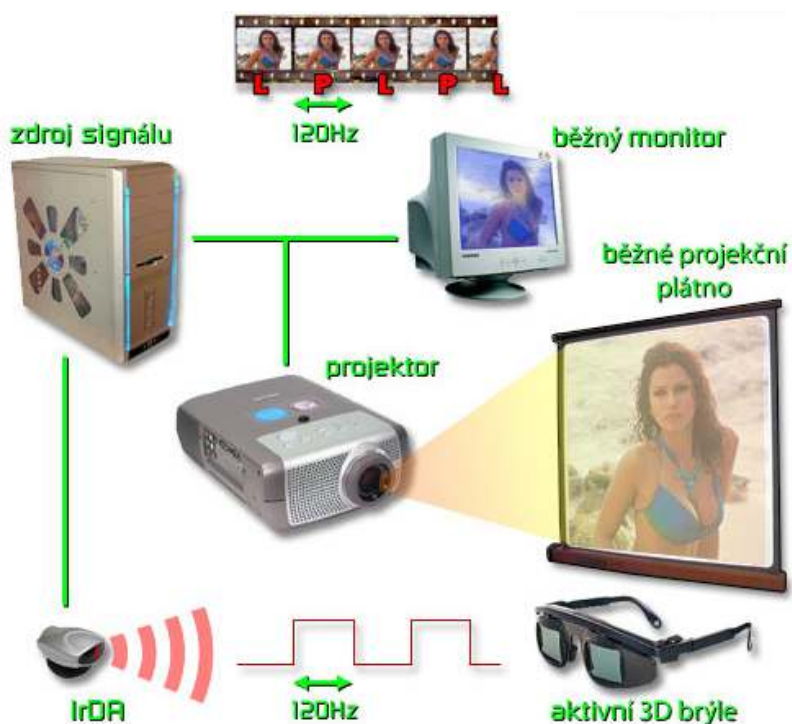 L P L P L
120Hz
zdroj signálu
běžný monitor
běžné projekční
plátno
projektor
IrDA
120Hz
aktivní 3D brýle